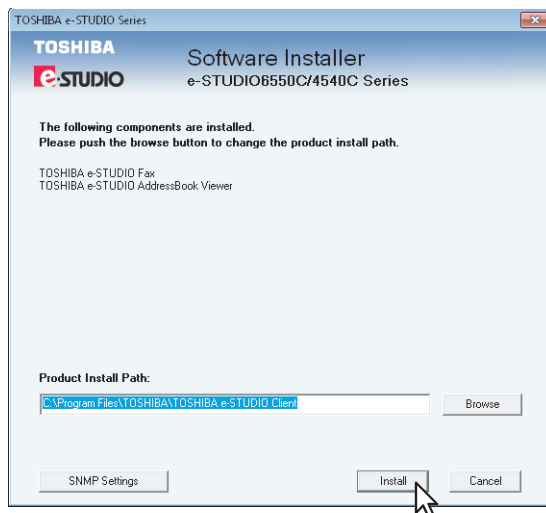 TOSHIBA e-STUDIO Series
TOSHIBA
e-STUDIO
Software Installer
e-STUDIO6550C/4540C Series
The following components are installed.
Please push the browse button to change the product install path.
TOSHIBA e-STUDIO Fax
TOSHIBA e-STUDIO AddressBook Viewer
Product Install Path:
C:\Program Files\TOSHIBA\TOSHIBA e-STUDIO Client
Browse
SNMP Settings
Install
Cancel